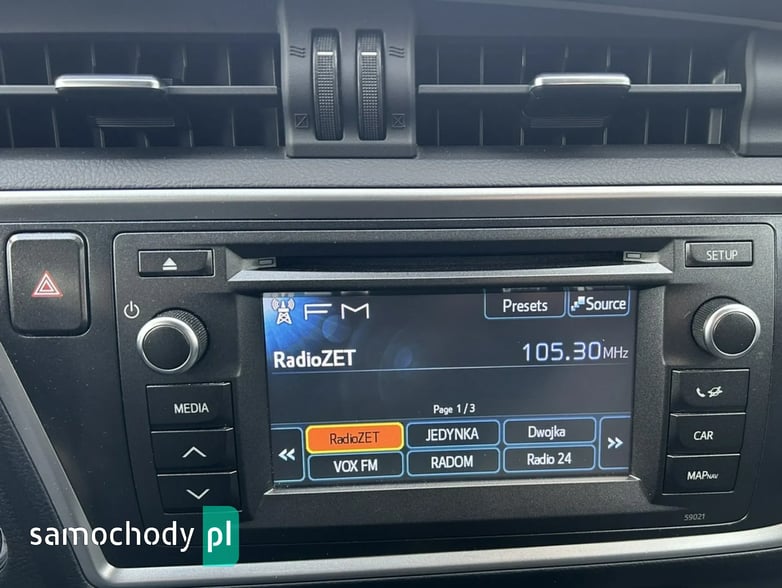 SETUP
FM
Presets
Source
RadioZET
105.30MHz
Page 1 / 3
RadioZET
JEDYNKA
Dwojka
VOX FM
RADOM
Radio 24
MEDIA
CAR
MAPNAV
59021
samochody pl